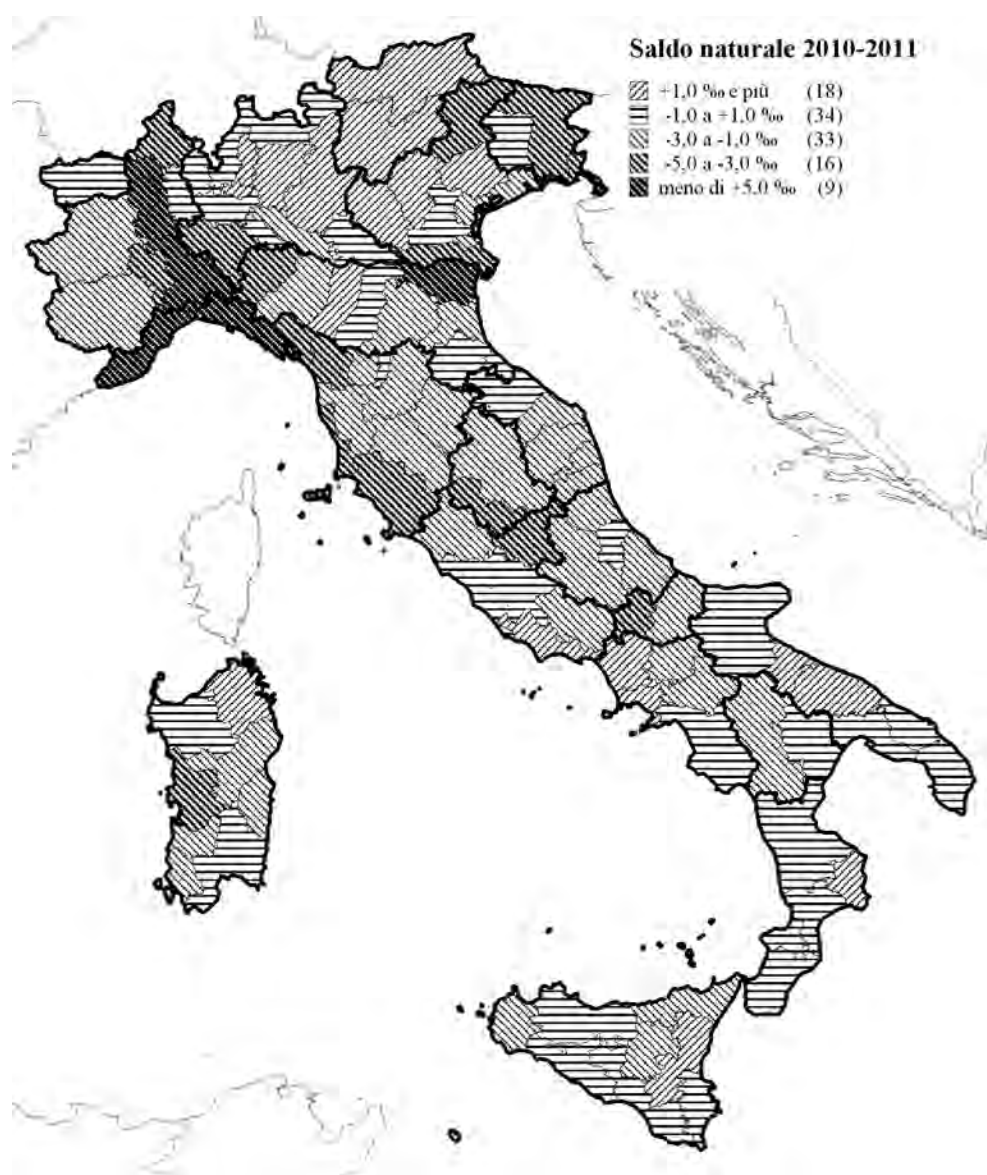 Saldo naturale 2010-2011
+1,0 ‰ e più (18)
-1,0 a +1,0 ‰ (34)
-3,0 a -1,0 ‰ (33)
-5,0 a -3,0 ‰ (16)
meno di +5.0 ‰ (9)